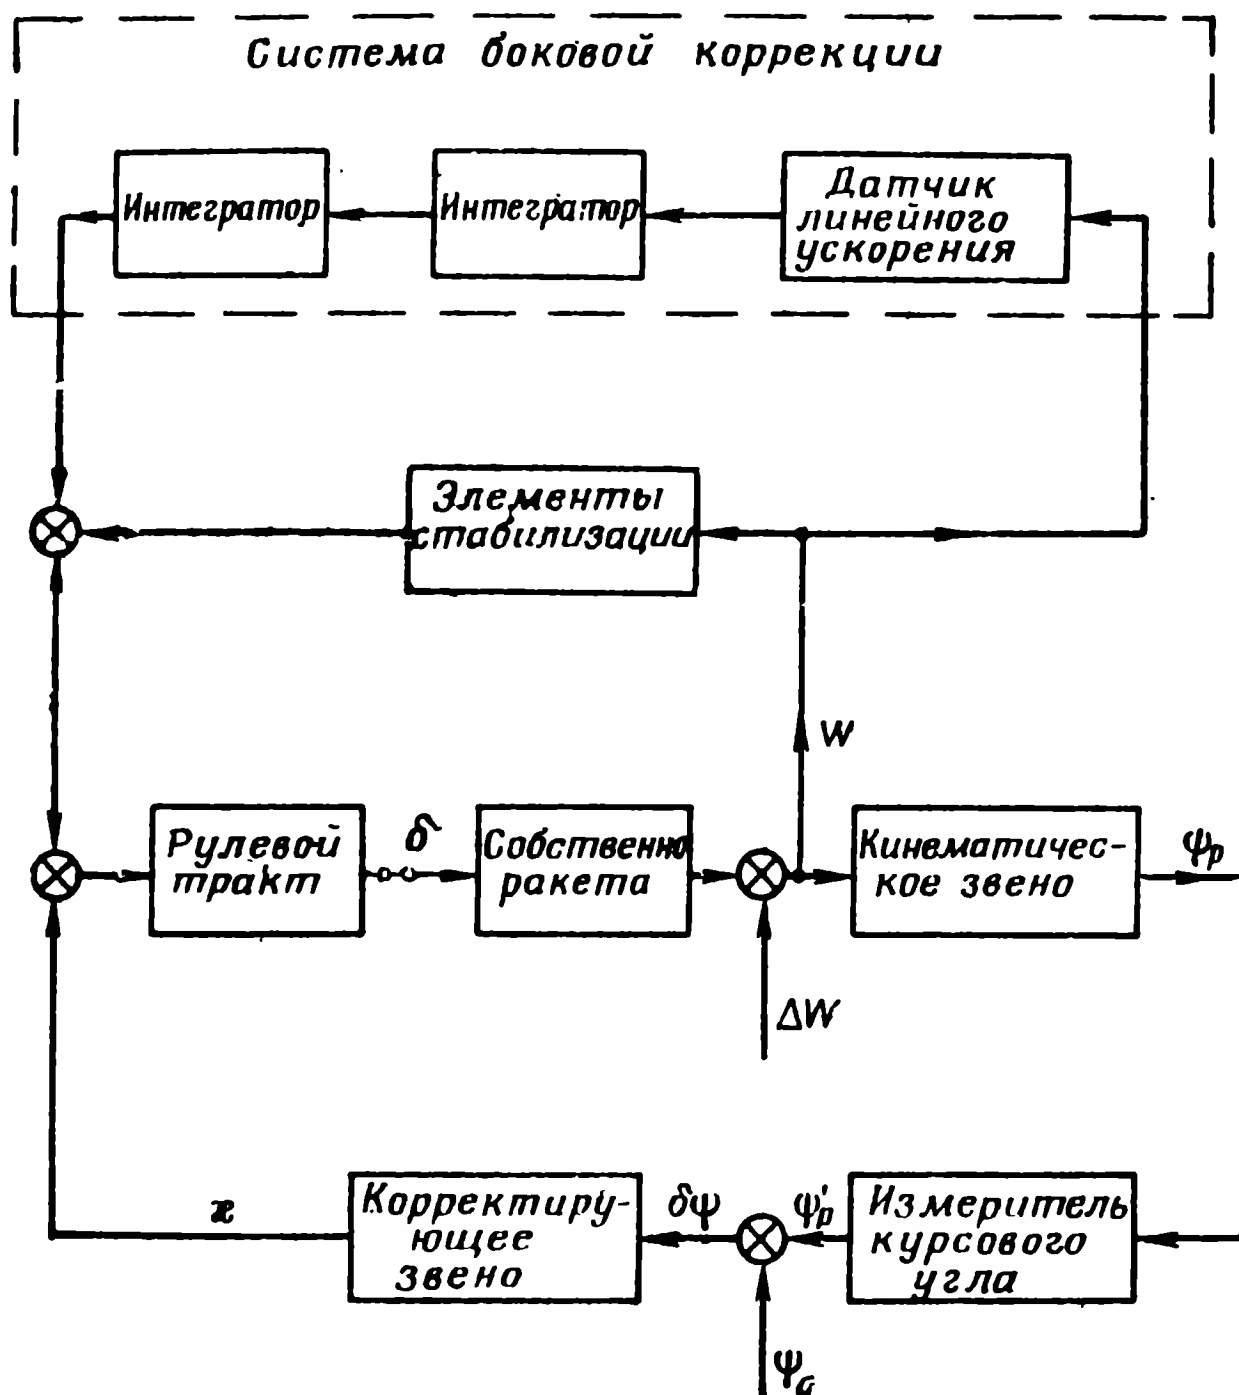 Система боковой коррекции
Интегратор
Интегратор
Датчик
линейного
ускорения
Элементы
стабилизации
W
Рулевой
тракт
δ
Собственно
ракета
Кинематичес-
кое звено
ψр
ΔW
æ
Корректиру-
ющее
звено
δψ
ψ'р
Измеритель
курсового
угла